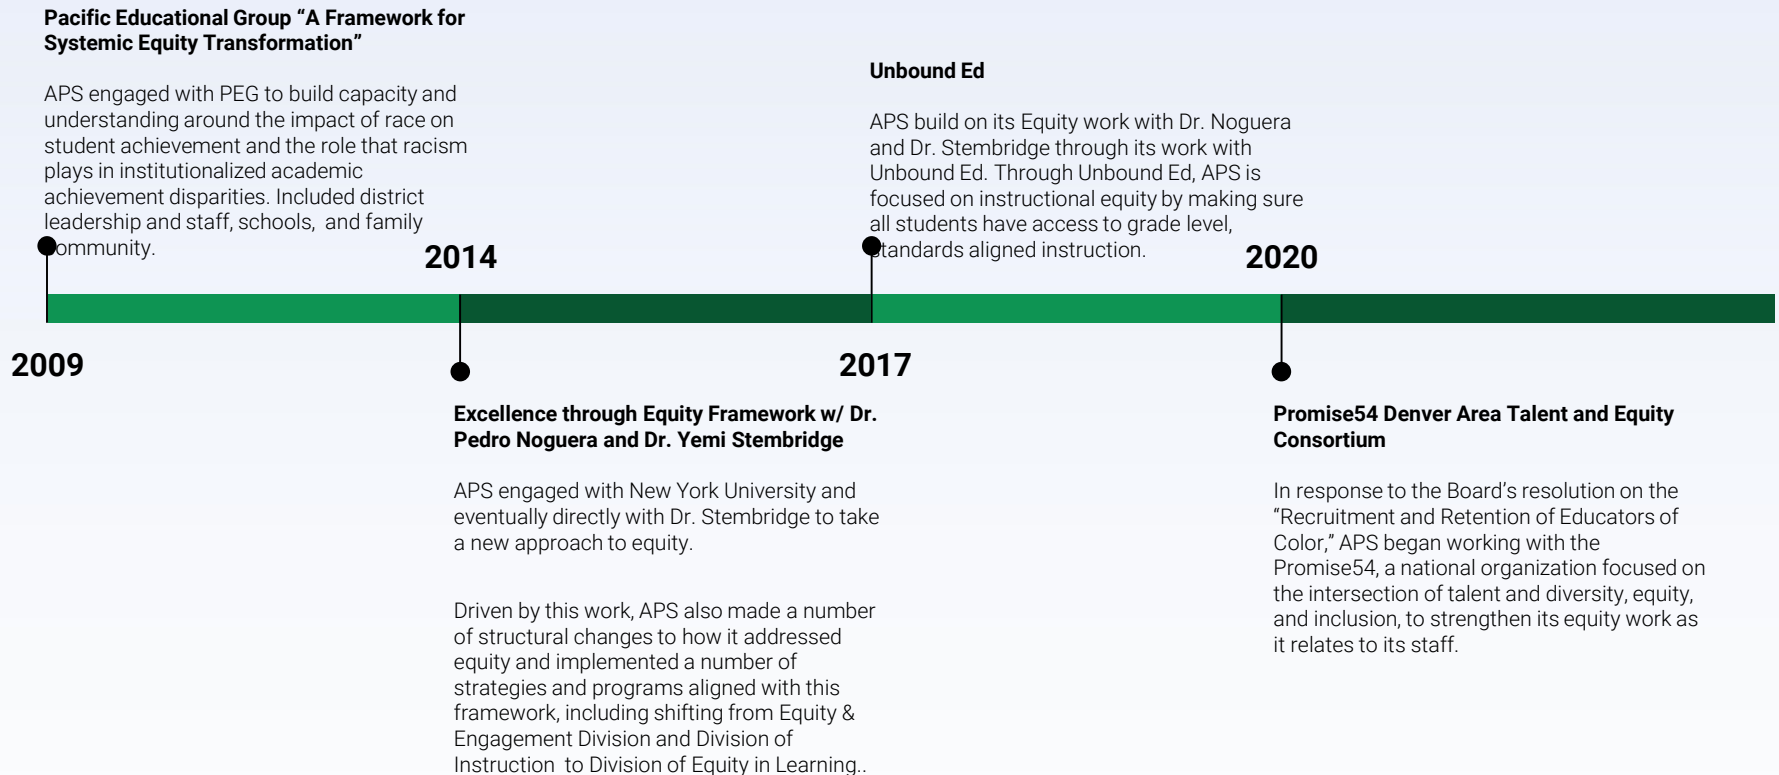 Pacific Educational Group “A Framework for
Systemic Equity Transformation”
APS engaged with PEG to build capacity and
understanding around the impact of race on
student achievement and the role that racism
plays in institutionalized academic
achievement disparities. Included district
leadership and staff, schools, and family
community.
2009
2014
Excellence through Equity Framework w/ Dr.
Pedro Noguera and Dr. Yemi Stembridge
APS engaged with New York University and
eventually directly with Dr. Stembridge to take
a new approach to equity.
Driven by this work, APS also made a number
of structural changes to how it addressed
equity and implemented a number of
strategies and programs aligned with this
framework, including shifting from Equity &
Engagement Division and Division of
Instruction to Division of Equity in Learning..
Unbound Ed
APS build on its Equity work with Dr. Noguera
and Dr. Stembridge through its work with
Unbound Ed. Through Unbound Ed, APS is
focused on instructional equity by making sure
all students have access to grade level,
standards aligned instruction.
2017
2020
Promise54 Denver Area Talent and Equity
Consortium
In response to the Board’s resolution on the
“Recruitment and Retention of Educators of
Color,” APS began working with the
Promise54, a national organization focused on
the intersection of talent and diversity, equity,
and inclusion, to strengthen its equity work as
it relates to its staff.